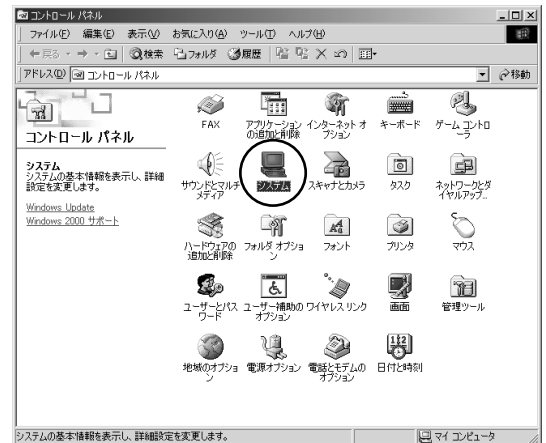 コントロール パネル
ファイル(F) 編集(E) 表示(V) お気に入り(A) ツール(T) ヘルプ(H)
戻る 検索 フォルダ 履歴
アドレス(D) コントロール パネル 移動
コントロール パネル
システム
システムの基本情報を表示し、詳細
設定を変更します。
Windows Update
Windows 2000 サポート
FAX
アプリケーション
の追加と削除
インターネット オ
プション
キーボード
ゲーム コントロ
ーラ
サウンドとマルチ
メディア
システム
スキャナとカメラ
タスク
ネットワークとダ
イヤルアップ...
ハードウェアの
追加と削除
フォルダ オプショ
ン
フォント
プリンタ
マウス
ユーザーとパス
ワード
ユーザー補助の
オプション
ワイヤレス リンク
画面
管理ツール
地域のオプショ
ン
電源オプション
電話とモデムの
オプション
日付と時刻
システムの基本情報を表示し、詳細設定を変更します。
マイ コンピュータ